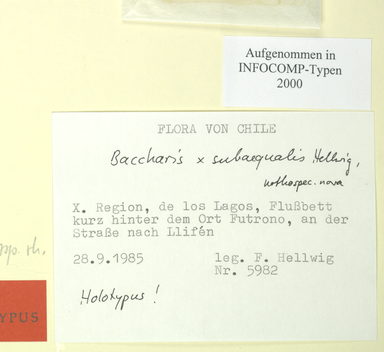 Aufgenommen in
INFOCOMP-Typen
2000
FLORA VON CHILE
Baccharis x subaequalis Hellwig,
nothospec. nova
X. Region, de los Lagos, Flußbett
kurz hinter dem Ort Futrono, an der
Straße nach Llifén
28.9.1985 leg. F. Hellwig
Nr. 5982
Holotypus !
YPUS